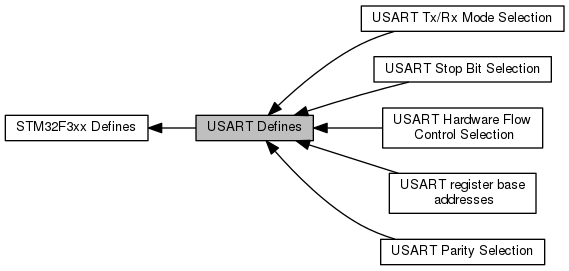 USART Tx/Rx Mode Selection
USART Stop Bit Selection
STM32F3xx Defines
USART Defines
USART Hardware Flow
Control Selection
USART register base
addresses
USART Parity Selection